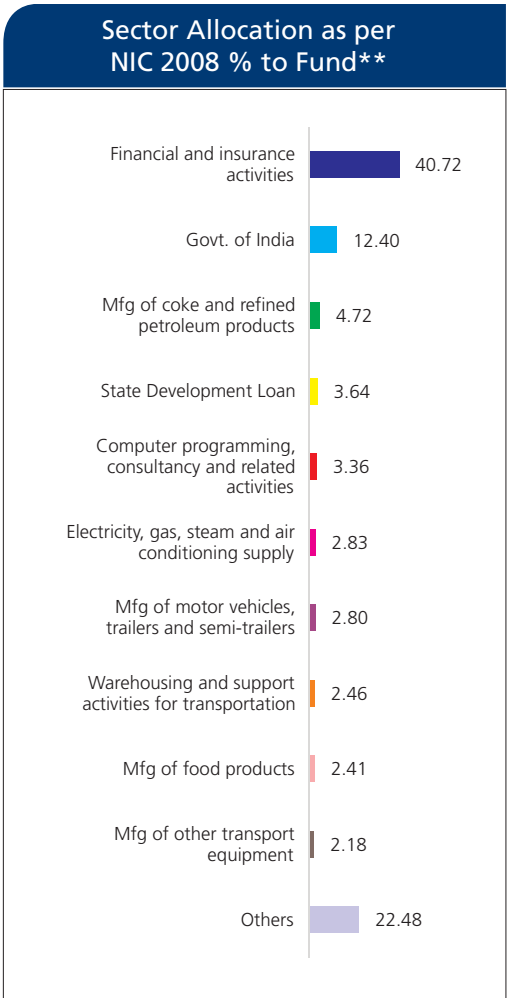 Sector Allocation as per
NIC 2008 % to Fund**
Financial and insurance
activities
40.72
Govt. of India
12.40
Mfg of coke and refined
petroleum products
4.72
State Development Loan
3.64
Computer programming,
consultancy and related
activities
3.36
Electricity, gas, steam and air
conditioning supply
2.83
Mfg of motor vehicles,
trailers and semi-trailers
2.80
Warehousing and support
activities for transportation
2.46
Mfg of food products
2.41
Mfg of other transport
equipment
2.18
Others
22.48